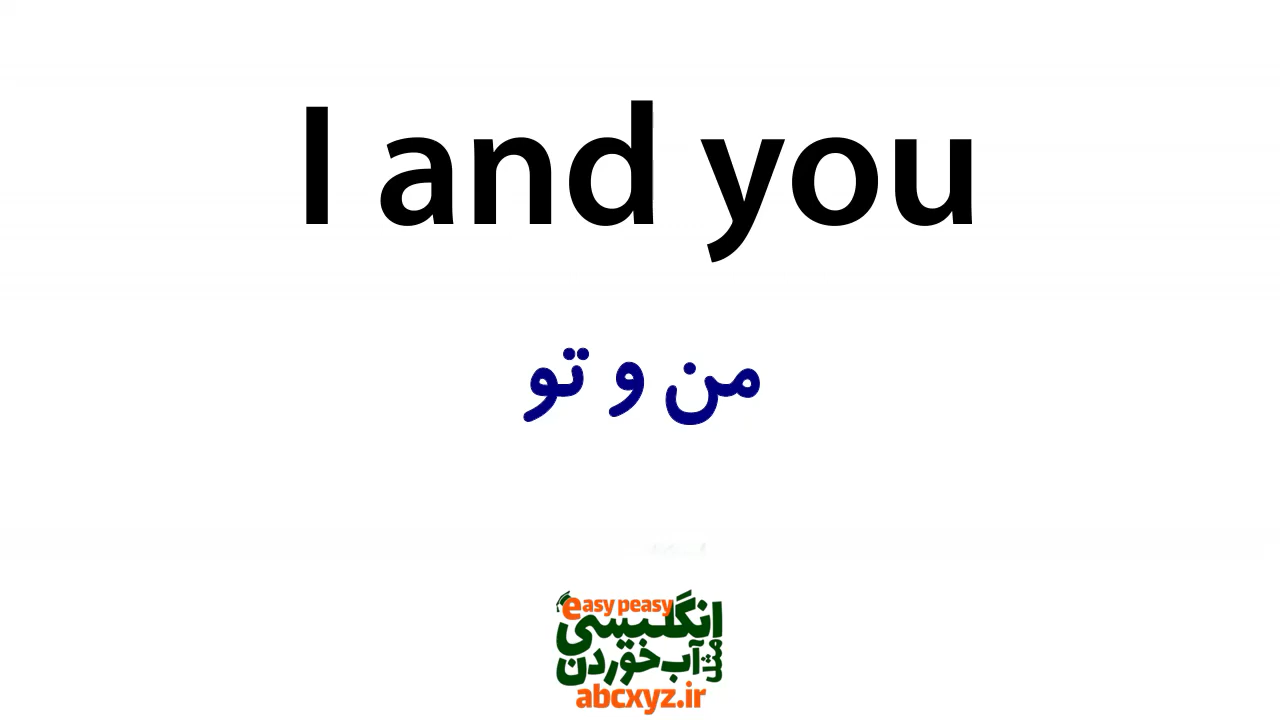 I and you
من و تو
easy peasy
انگلیسی
مثل آب خوردن
abcxyz.ir